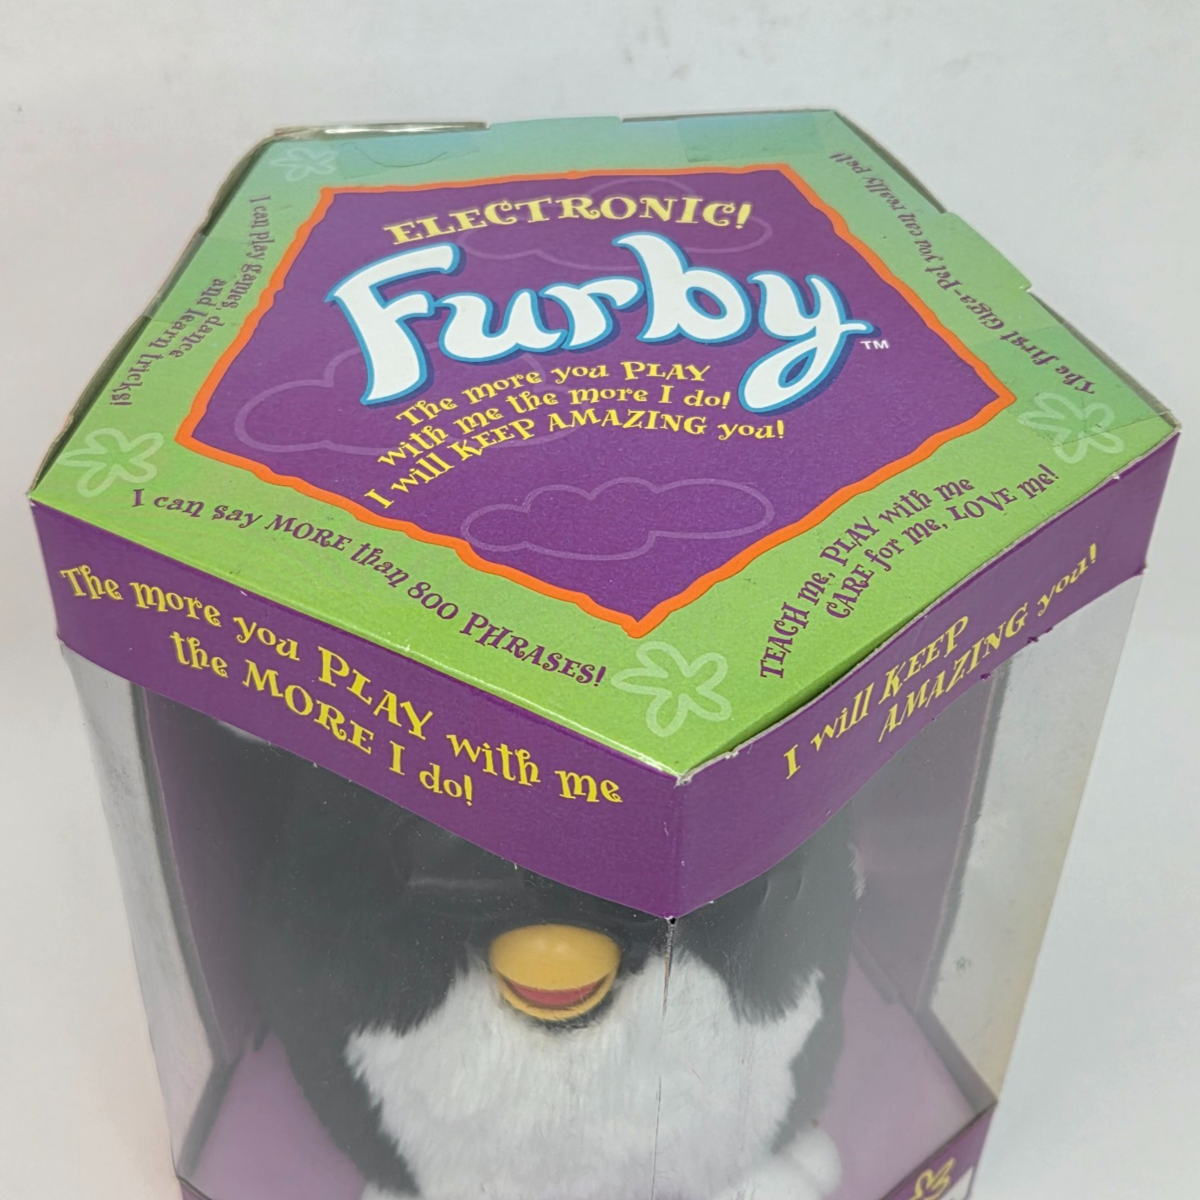 ELECTRONIC!
Furby™
The more you PLAY
with me the more I do!
I will KEEP AMAZING you!
I can play games, dance
and learn tricks!
The first Giga-Pet you can really pet!
I can say MORE than 800 PHRASES!
TEACH me, PLAY with me
CARE for me, LOVE me!
The more you PLAY with me
the MORE I do!
I will KEEP
AMAZING you!